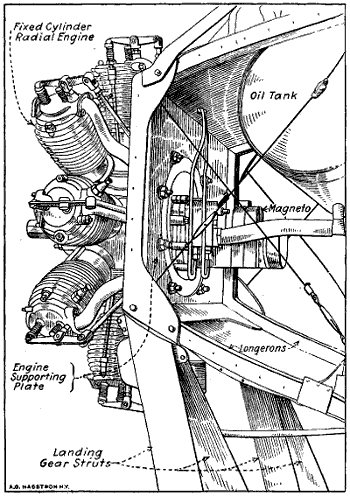 Fixed Cylinder
Radial Engine
Oil Tank
Magneto
Longerons
Engine
Supporting
Plate
Landing
Gear Struts
A.G. HAGSTROM N.Y.